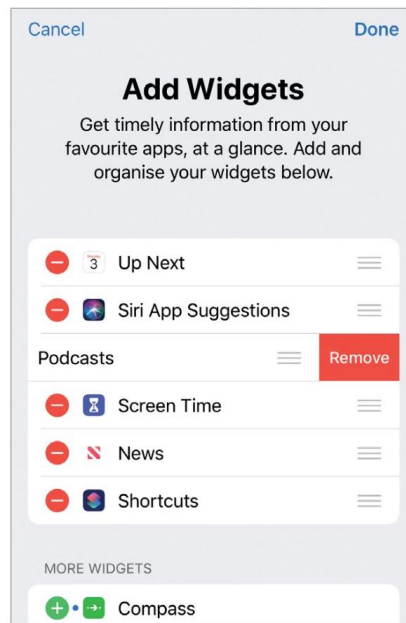 Cancel Done
Add Widgets
Get timely information from your
favourite apps, at a glance. Add and
organise your widgets below.
3 Up Next
Siri App Suggestions
Podcasts Remove
Screen Time
News
Shortcuts
MORE WIDGETS
Compass